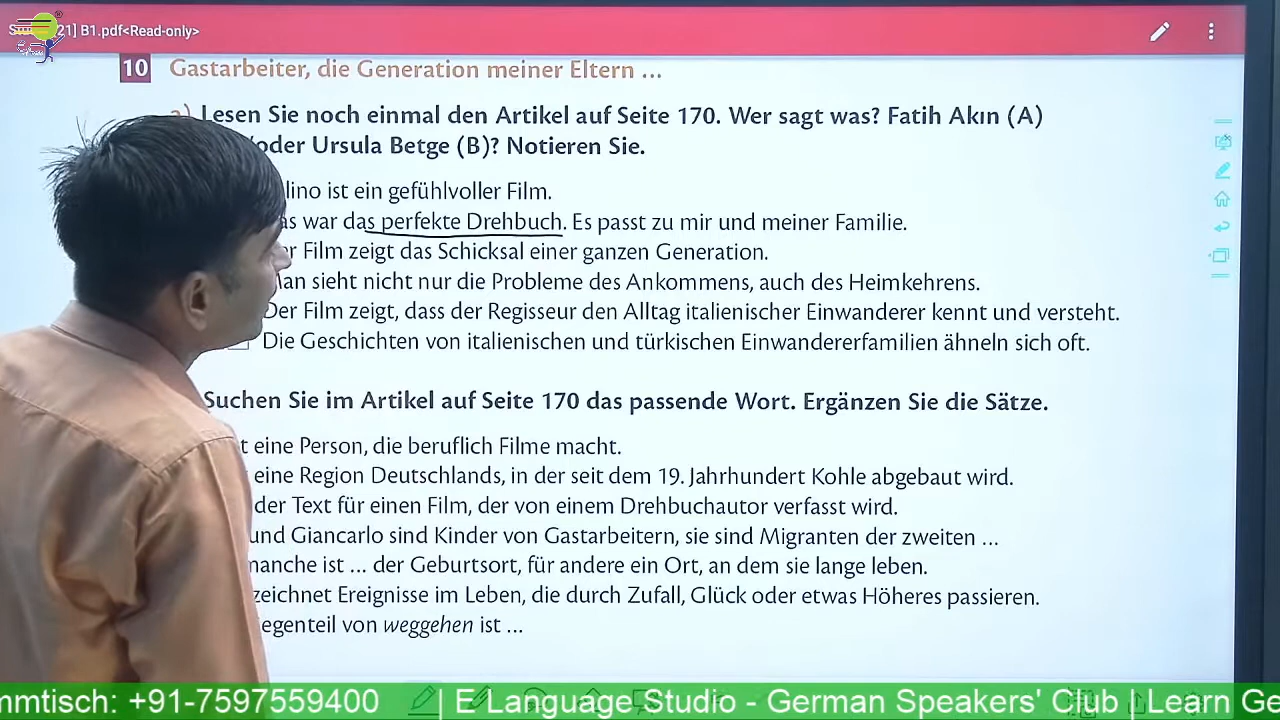 21] B1.pdf<Read-only>
10 Gastarbeiter, die Generation meiner Eltern ...
a) Lesen Sie noch einmal den Artikel auf Seite 170. Wer sagt was? Fatih Akın (A)
oder Ursula Betge (B)? Notieren Sie.
lino ist ein gefühlvoller Film.
as war das perfekte Drehbuch. Es passt zu mir und meiner Familie.
er Film zeigt das Schicksal einer ganzen Generation.
an sieht nicht nur die Probleme des Ankommens, auch des Heimkehrens.
Der Film zeigt, dass der Regisseur den Alltag italienischer Einwanderer kennt und versteht.
Die Geschichten von italienischen und türkischen Einwandererfamilien ähneln sich oft.
Suchen Sie im Artikel auf Seite 170 das passende Wort. Ergänzen Sie die Sätze.
t eine Person, die beruflich Filme macht.
eine Region Deutschlands, in der seit dem 19. Jahrhundert Kohle abgebaut wird.
der Text für einen Film, der von einem Drehbuchautor verfasst wird.
und Giancarlo sind Kinder von Gastarbeitern, sie sind Migranten der zweiten ...
manche ist ... der Geburtsort, für andere ein Ort, an dem sie lange leben.
zeichnet Ereignisse im Leben, die durch Zufall, Glück oder etwas Höheres passieren.
egenteil von weggehen ist ...
mmtisch: +91-7597559400 | E Language Studio - German Speakers' Club | Learn Ge